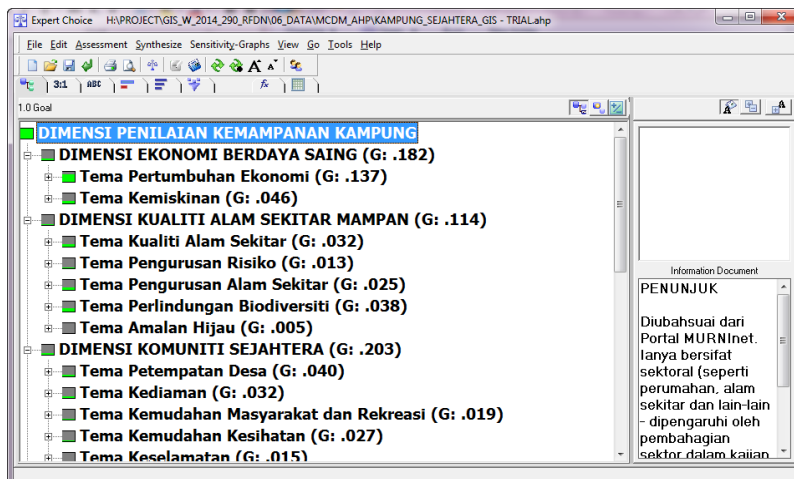 Expert Choice H:\PROJECT\GIS_W_2014_290_RFDN\06_DATA\MCDM_AHP\KAMPUNG_SEJAHTERA_GIS - TRIAL.ahp
File Edit Assessment Synthesize Sensitivity-Graphs View Go Tools Help
3:1 ABC fx
1.0 Goal
DIMENSI PENILAIAN KEMAMPANAN KAMPUNG
DIMENSI EKONOMI BERDAYA SAING (G: .182)
Tema Pertumbuhan Ekonomi (G: .137)
Tema Kemiskinan (G: .046)
DIMENSI KUALITI ALAM SEKITAR MAMPAN (G: .114)
Tema Kualiti Alam Sekitar (G: .032)
Tema Pengurusan Risiko (G: .013)
Tema Pengurusan Alam Sekitar (G: .025)
Tema Perlindungan Biodiversiti (G: .038)
Tema Amalan Hijau (G: .005)
DIMENSI KOMUNITI SEJAHTERA (G: .203)
Tema Petempatan Desa (G: .040)
Tema Kediaman (G: .032)
Tema Kemudahan Masyarakat dan Rekreasi (G: .019)
Tema Kemudahan Kesihatan (G: .027)
Tema Keselamatan (G: .015)
Information Document
PENUNJUK
Diubahsuai dari
Portal MURNInet.
Ianya bersifat
sektoral (seperti
perumahan, alam
sekitar dan lain-lain
- dipengaruhi oleh
pembahagian
sektor dalam kajian